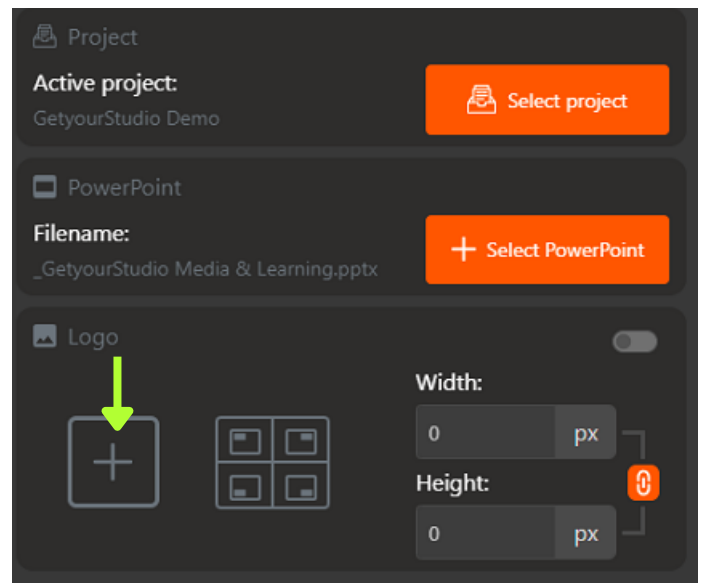 Project
Active project:
GetyourStudio Demo
Select project
PowerPoint
Filename:
_GetyourStudio Media & Learning.pptx
Select PowerPoint
Logo
Width:
0 px
Height:
0 px